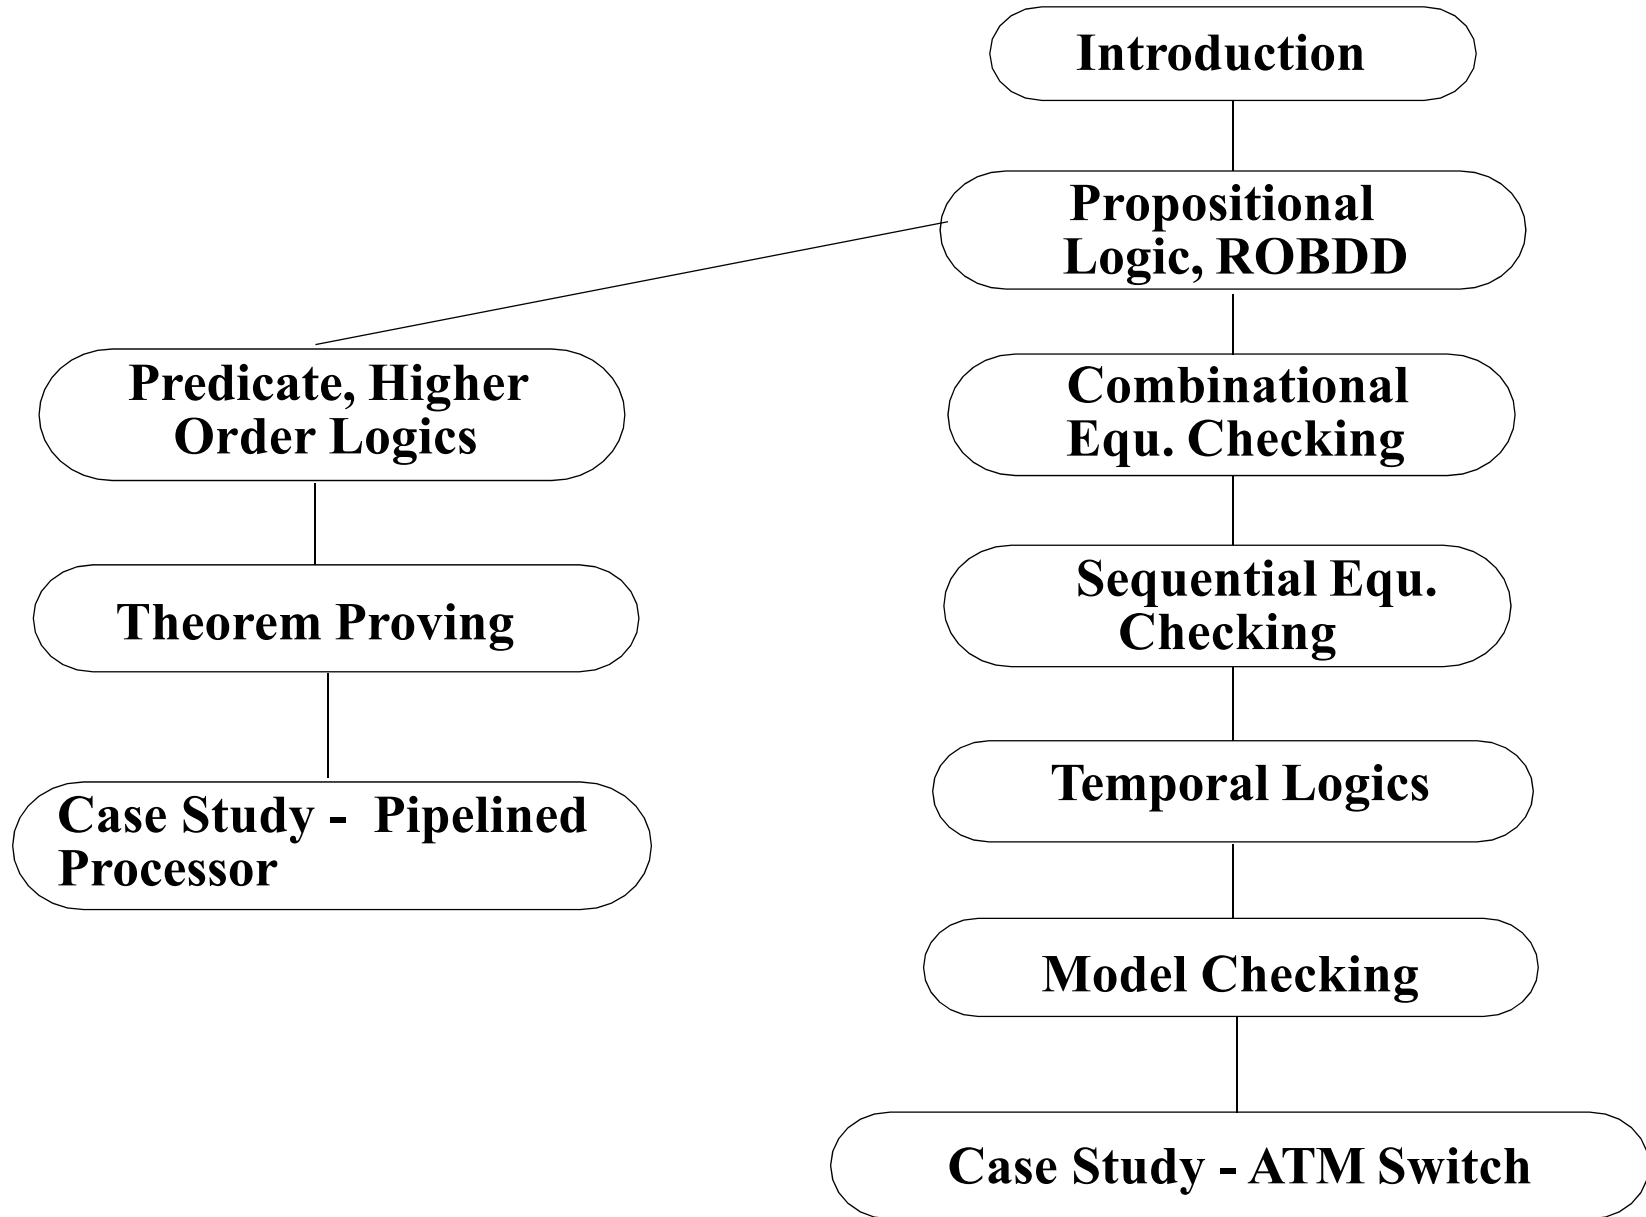 Introduction
Propositional
Logic, ROBDD
Predicate, Higher
Order Logics
Combinational
Equ. Checking
Theorem Proving
Sequential Equ.
Checking
Case Study - Pipelined
Processor
Temporal Logics
Model Checking
Case Study - ATM Switch